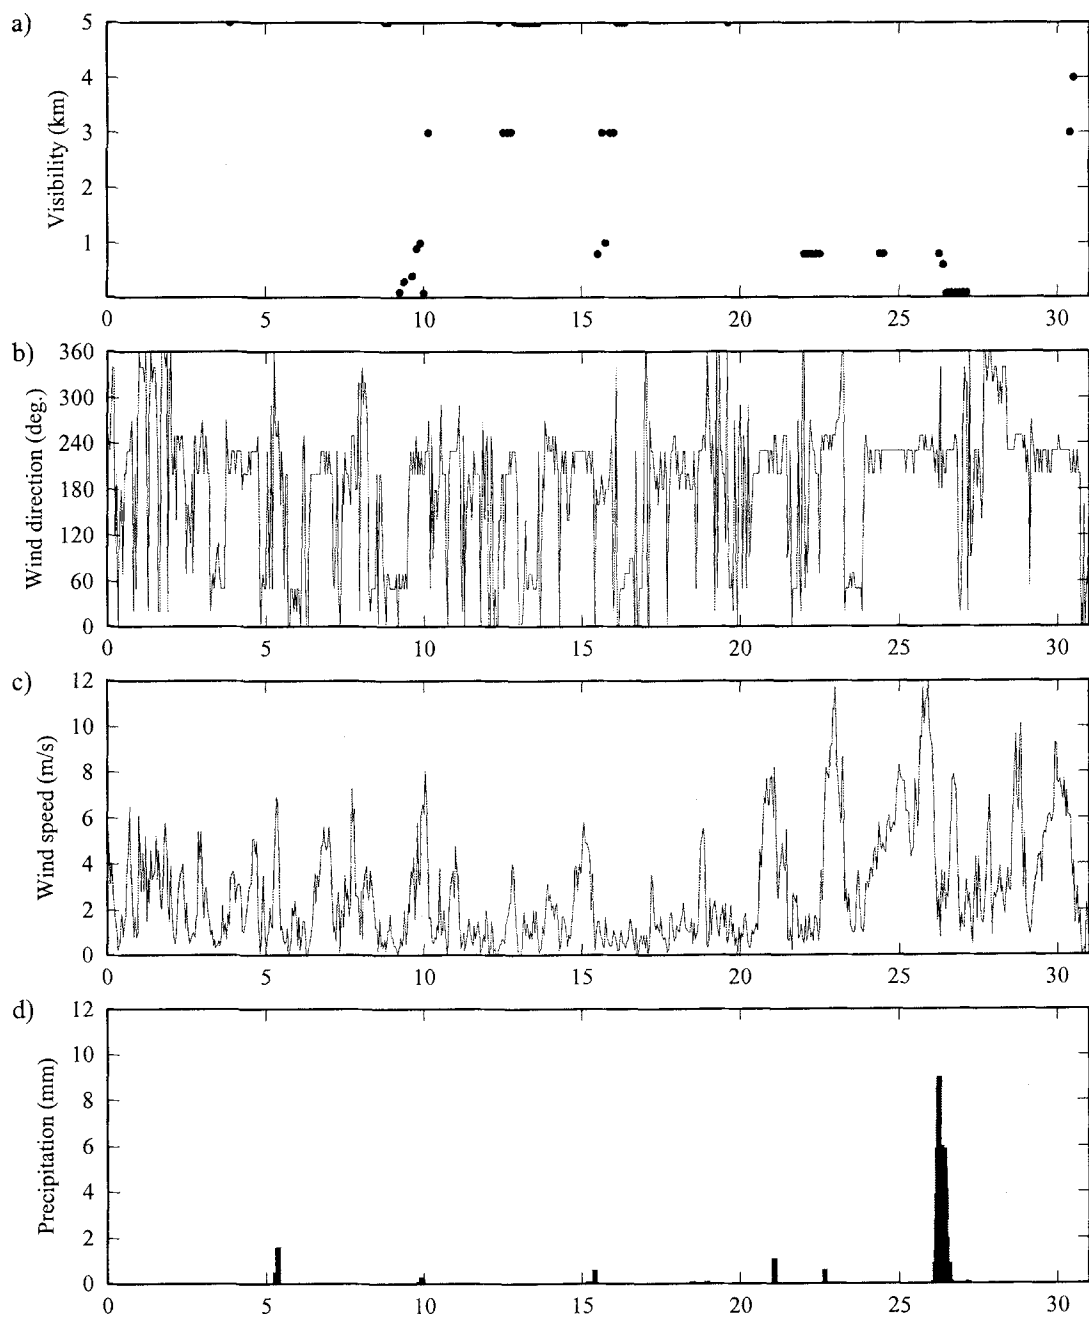 a)
Visibility (km)
5
4
3
2
1
0 5 10 15 20 25 30
b)
Wind direction (deg.)
360
300
240
180
120
60
0
0 5 10 15 20 25 30
c)
Wind speed (m/s)
12
10
8
6
4
2
0
0 5 10 15 20 25 30
d)
Precipitation (mm)
12
10
8
6
4
2
0
0 5 10 15 20 25 30